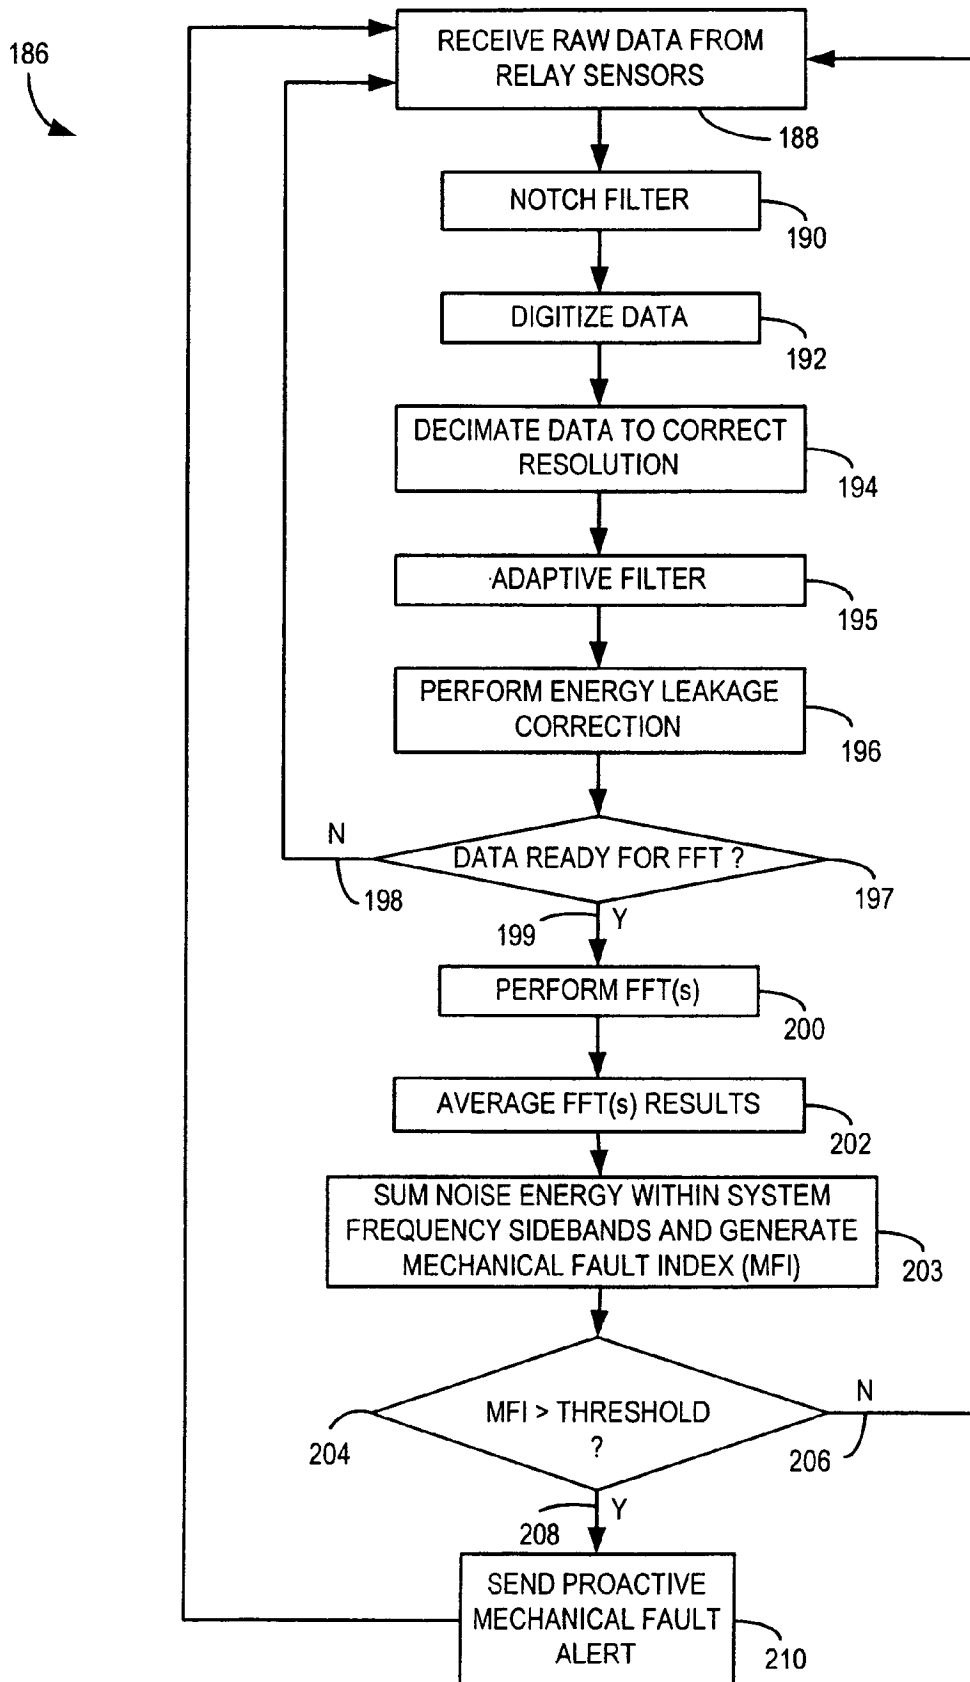 186
RECEIVE RAW DATA FROM
RELAY SENSORS
188
NOTCH FILTER
190
DIGITIZE DATA
192
DECIMATE DATA TO CORRECT
RESOLUTION
194
ADAPTIVE FILTER
195
PERFORM ENERGY LEAKAGE
CORRECTION
196
N
DATA READY FOR FFT ?
198
197
199
Y
PERFORM FFT(s)
200
AVERAGE FFT(s) RESULTS
202
SUM NOISE ENERGY WITHIN SYSTEM
FREQUENCY SIDEBANDS AND GENERATE
MECHANICAL FAULT INDEX (MFI)
203
MFI > THRESHOLD
?
N
204
206
208
Y
SEND PROACTIVE
MECHANICAL FAULT
ALERT
210